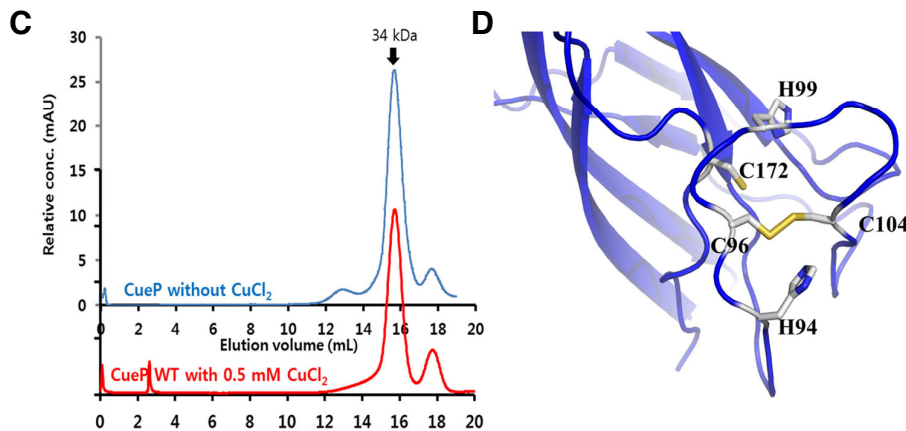 C
D
34 kDa
30
25
20
15
10
5
0
Relative conc. (mAU)
CueP without CuCl2
0 2 4 6 8 10 12 14 16 18 20
Elution volume (mL)
CueP WT with 0.5 mM CuCl2
0 2 4 6 8 10 12 14 16 18 20
H99
C172
C96
C104
H94